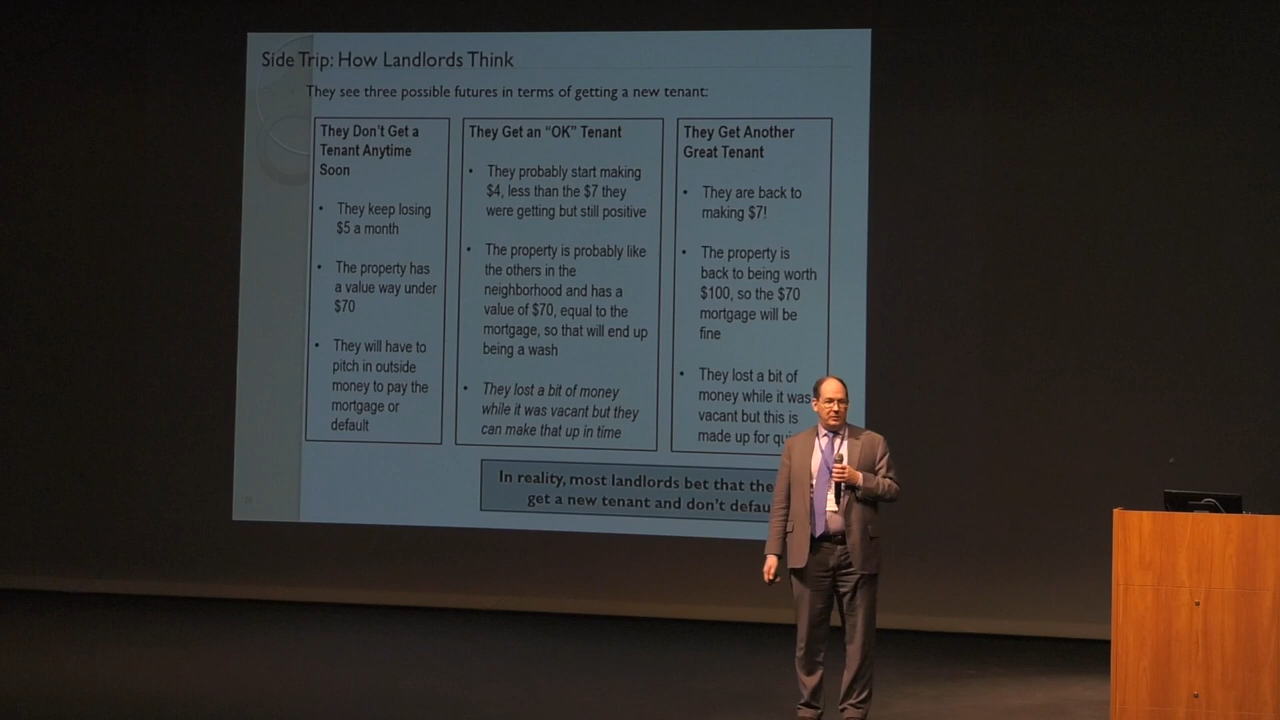 Side Trip: How Landlords Think
They see three possible futures in terms of getting a new tenant:
They Don't Get a
Tenant Anytime
Soon
• They keep losing
$5 a month
• The property has
a value way under
$70
• They will have to
pitch in outside
money to pay the
mortgage or
default
They Get an “OK” Tenant
• They probably start making
$4, less than the $7 they
were getting but still positive
• The property is probably like
the others in the
neighborhood and has a
value of $70, equal to the
mortgage, so that will end up
being a wash
• They lost a bit of money
while it was vacant but they
can make that up in time
They Get Another
Great Tenant
• They are back to
making $7!
• The property is
back to being worth
$100, so the $70
mortgage will be
fine
• They lost a bit of
money while it was
vacant but this is
made up for
In reality, most landlords bet that
get a new tenant and don't